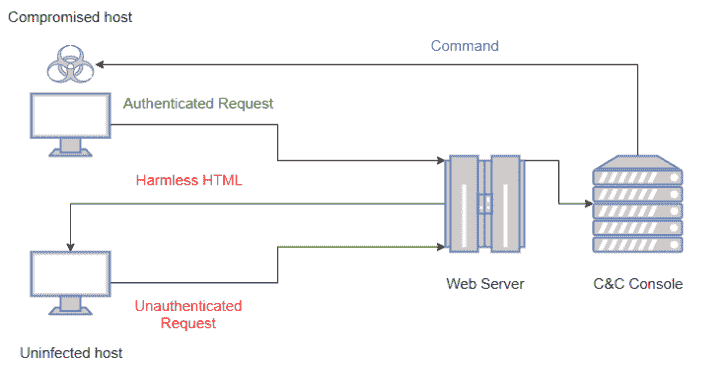 Compromised host
Command
Authenticated Request
Harmless HTML
Web Server
C&C Console
Unauthenticated
Request
Uninfected host